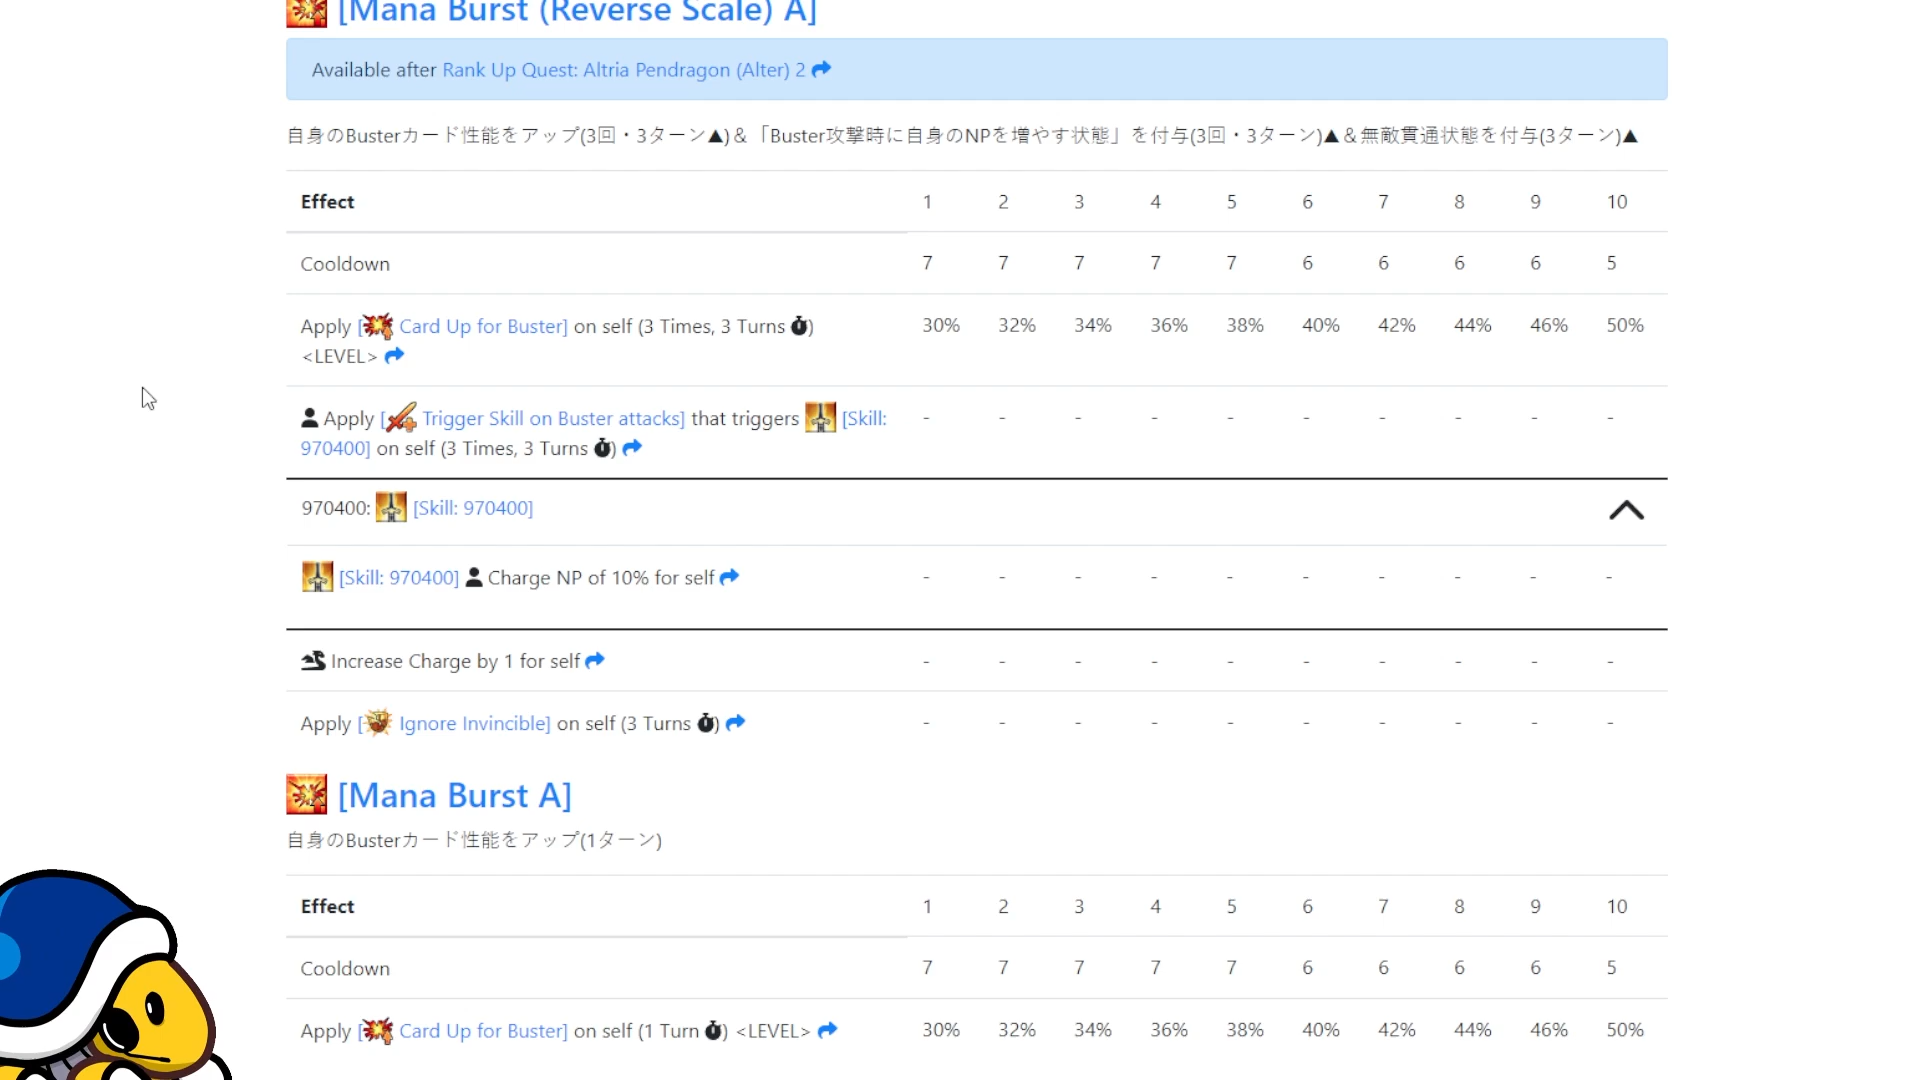 [Mana Burst (Reverse Scale) A]
Available after Rank Up Quest: Altria Pendragon (Alter) 2
自身のBusterカード性能をアップ(3回・3ターン▲)&「Buster攻撃時に自身のNPを増やす状態」を付与(3回・3ターン)▲&無敵貫通状態を付与(3ターン)▲
Effect 1 2 3 4 5 6 7 8 9 10
Cooldown 7 7 7 7 7 6 6 6 6 5
Apply [Card Up for Buster] on self (3 Times, 3 Turns ) 30% 32% 34% 36% 38% 40% 42% 44% 46% 50%
<LEVEL>
Apply [Trigger Skill on Buster attacks] that triggers [Skill: - - - - - - - - - -
970400] on self (3 Times, 3 Turns )
970400: [Skill: 970400]
[Skill: 970400] Charge NP of 10% for self - - - - - - - - - -
Increase Charge by 1 for self - - - - - - - - - -
Apply [Ignore Invincible] on self (3 Turns ) - - - - - - - - - -
[Mana Burst A]
自身のBusterカード性能をアップ(1ターン)
Effect 1 2 3 4 5 6 7 8 9 10
Cooldown 7 7 7 7 7 6 6 6 6 5
Apply [Card Up for Buster] on self (1 Turn ) <LEVEL> 30% 32% 34% 36% 38% 40% 42% 44% 46% 50%